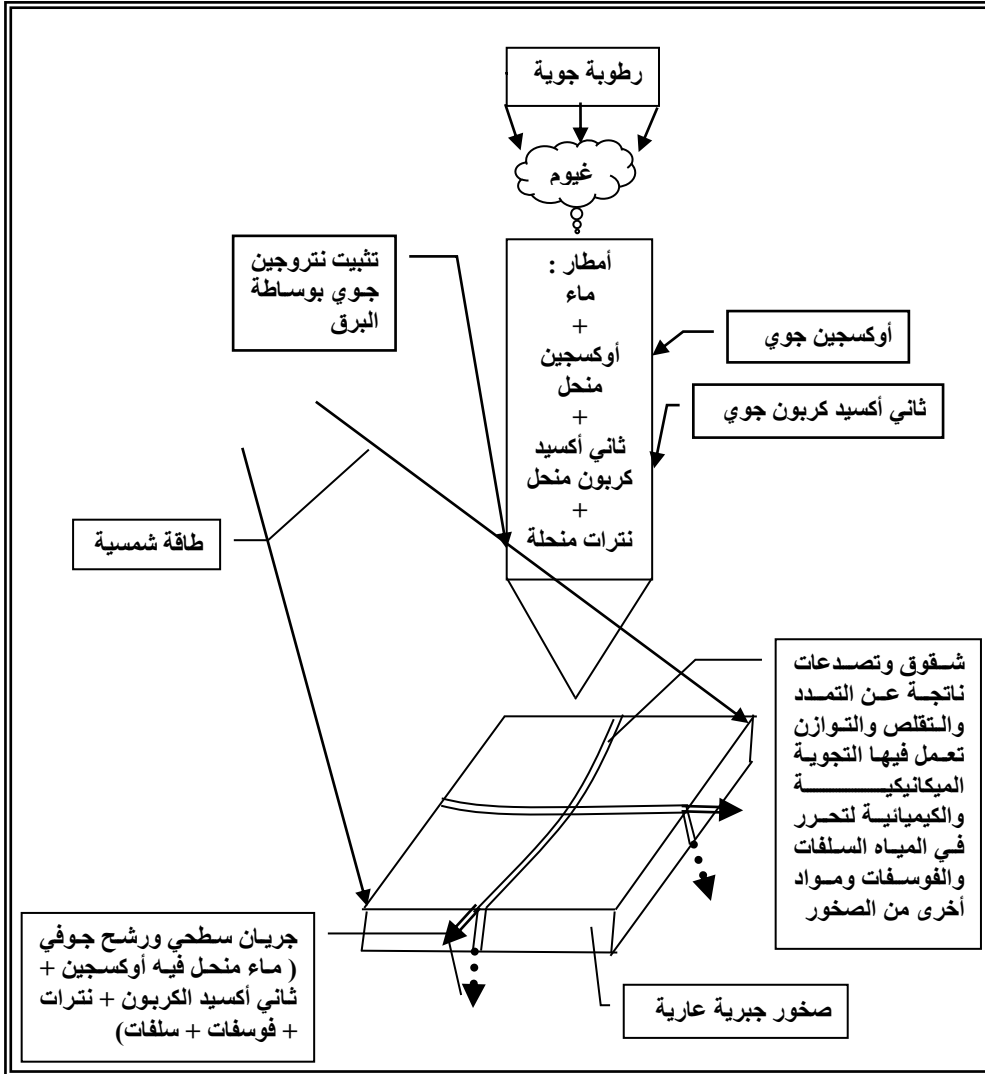 رطوبة جوية
غيوم
أمطار :
ماء
+
أوكسجين
منحل
+
ثاني أكسيد
كربون منحل
+
نترات منحلة
تثبيت نتروجين
جوي بوساطة
البرق
أوكسجين جوي
ثاني أكسيد كربون جوي
طاقة شمسية
شقوق وتصدعات
ناتجة عن التمدد
والتقلص والتوازن
تعمل فيها التجوية
الميكانيكية
والكيميائية لتحرر
في المياه السلفات
والفوسفات ومواد
أخرى من الصخور
جريان سطحي ورشح جوفي
( ماء منحل فيه أوكسجين +
ثاني أكسيد الكربون + نترات
+ فوسفات + سلفات)
صخور جبرية عارية